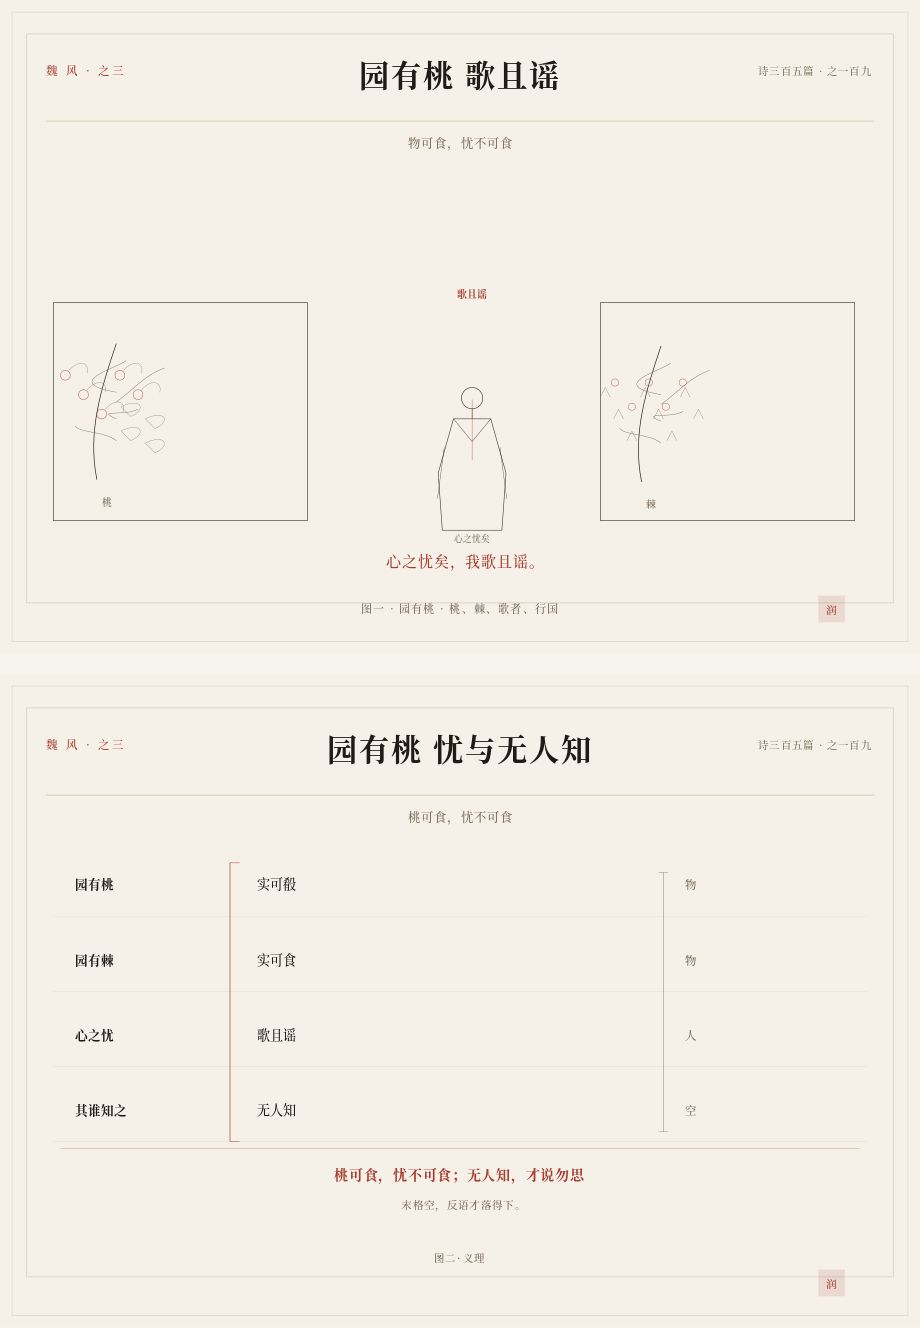 魏 风 · 之三
园有桃 歌且谣
诗三百五篇 · 之一百九
物可食，忧不可食
歌且谣
桃
棘
心之忧矣
心之忧矣，我歌且谣。
图一 · 园有桃 · 桃、棘、歌者、行国
润
魏 风 · 之三
园有桃 忧与无人知
诗三百五篇 · 之一百九
桃可食，忧不可食
园有桃 实可殽 物
园有棘 实可食 物
心之忧 歌且谣 人
其谁知之 无人知 空
桃可食，忧不可食；无人知，才说勿思
末格空，反语才落得下。
图二 · 义理
润